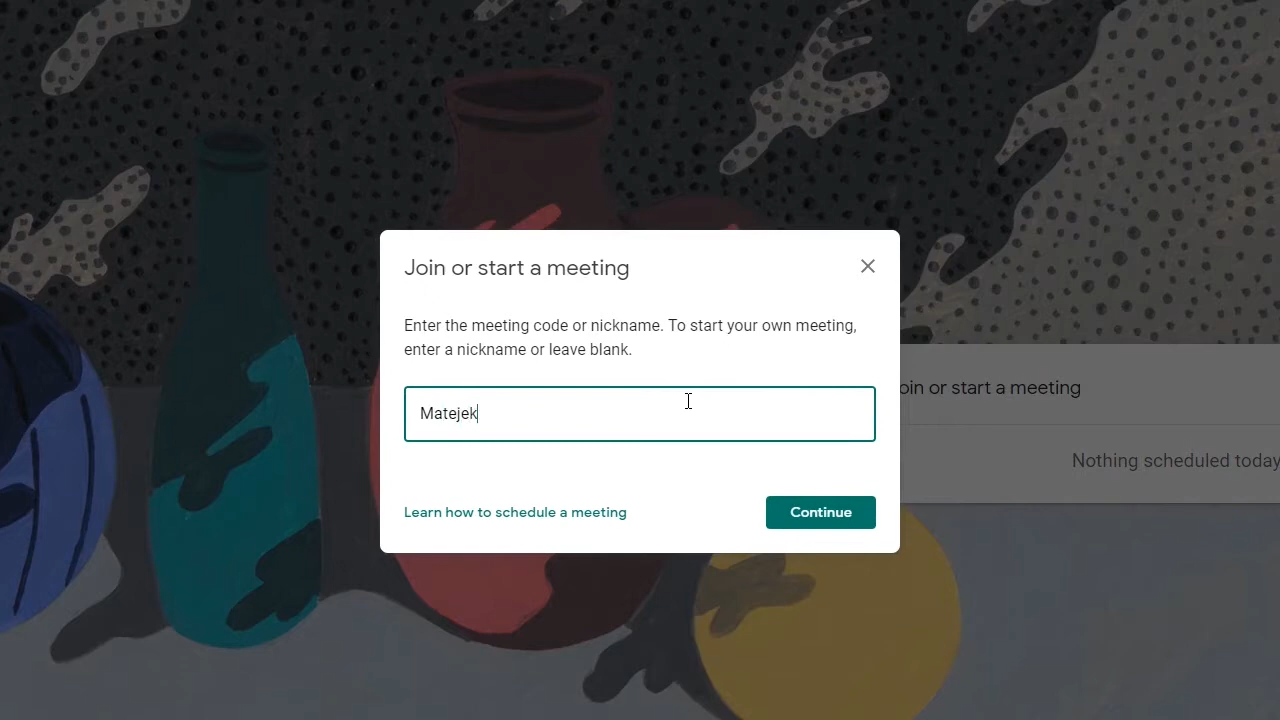 Join or start a meeting
Enter the meeting code or nickname. To start your own meeting,
enter a nickname or leave blank.
Matejek
Learn how to schedule a meeting
Continue
oin or start a meeting
Nothing scheduled today